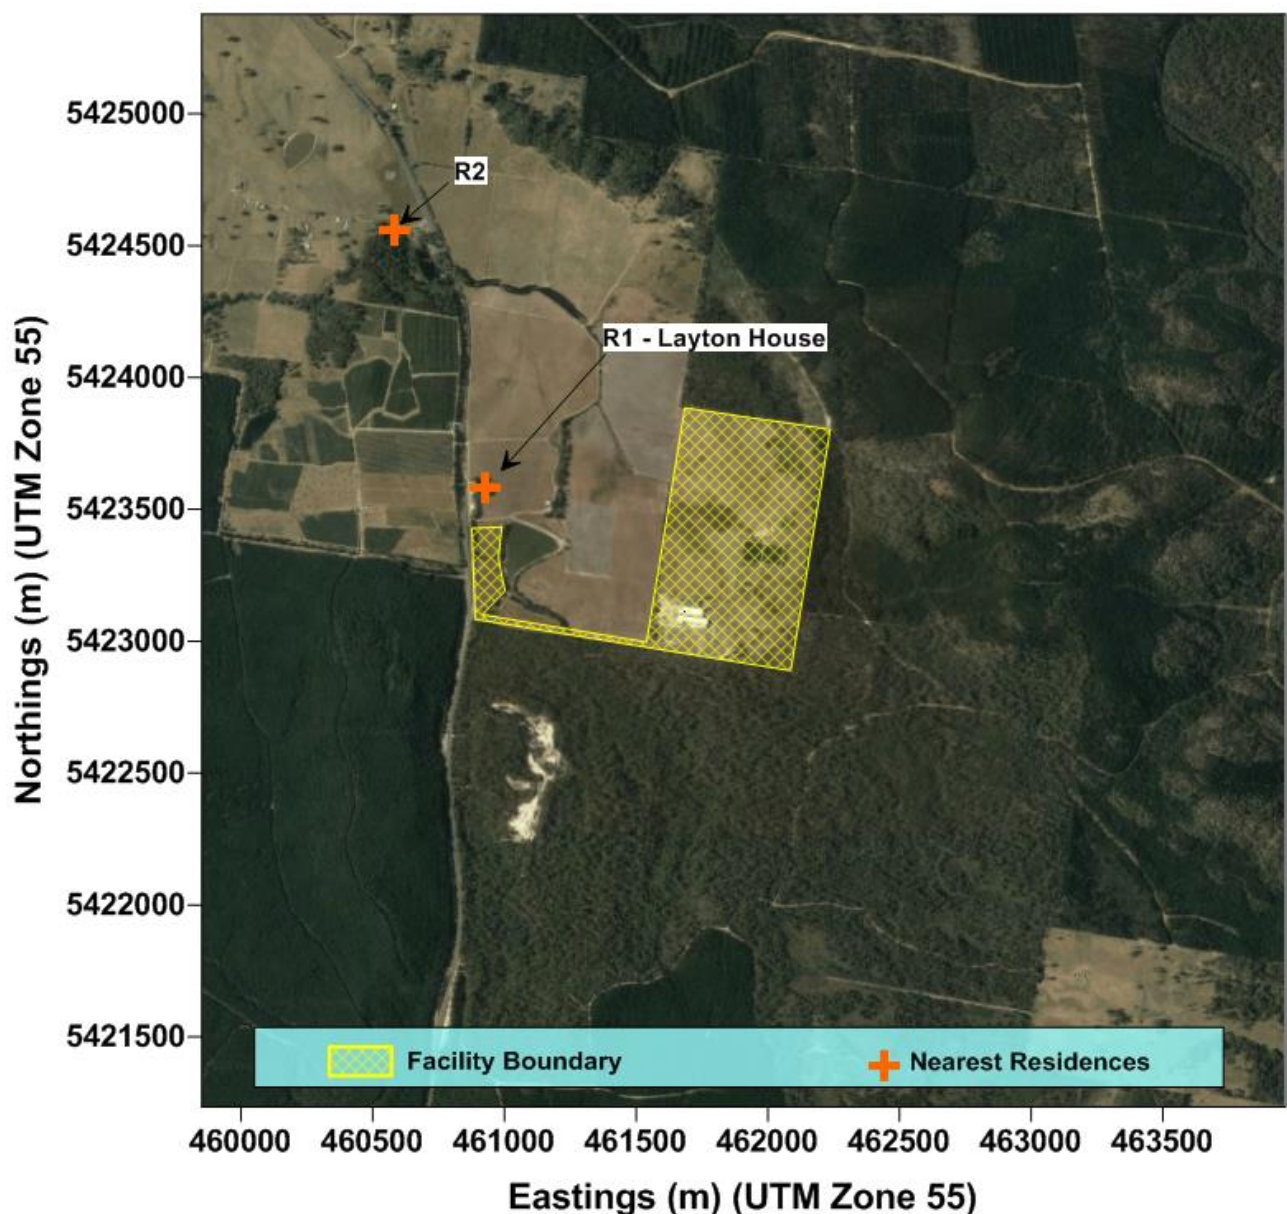 5425000
5424500
5424000
5423500
5423000
5422500
5422000
5421500
Northings (m) (UTM Zone 55)
R2
R1 - Layton House
Facility Boundary
Nearest Residences
460000 460500 461000 461500 462000 462500 463000 463500
Eastings (m) (UTM Zone 55)